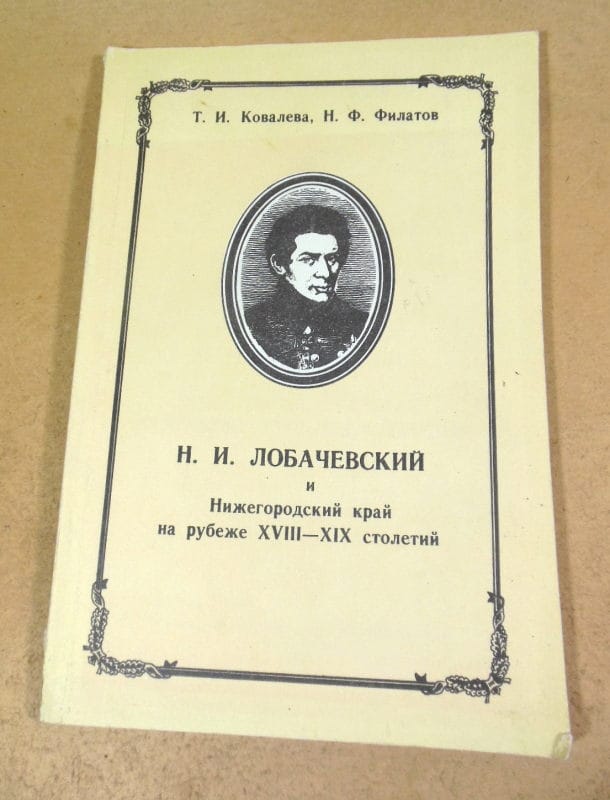 Т. И. Ковалева, Н. Ф. Филатов
Н. И. ЛОБАЧЕВСКИЙ
и
Нижегородский край
на рубеже XVIII—XIX столетий